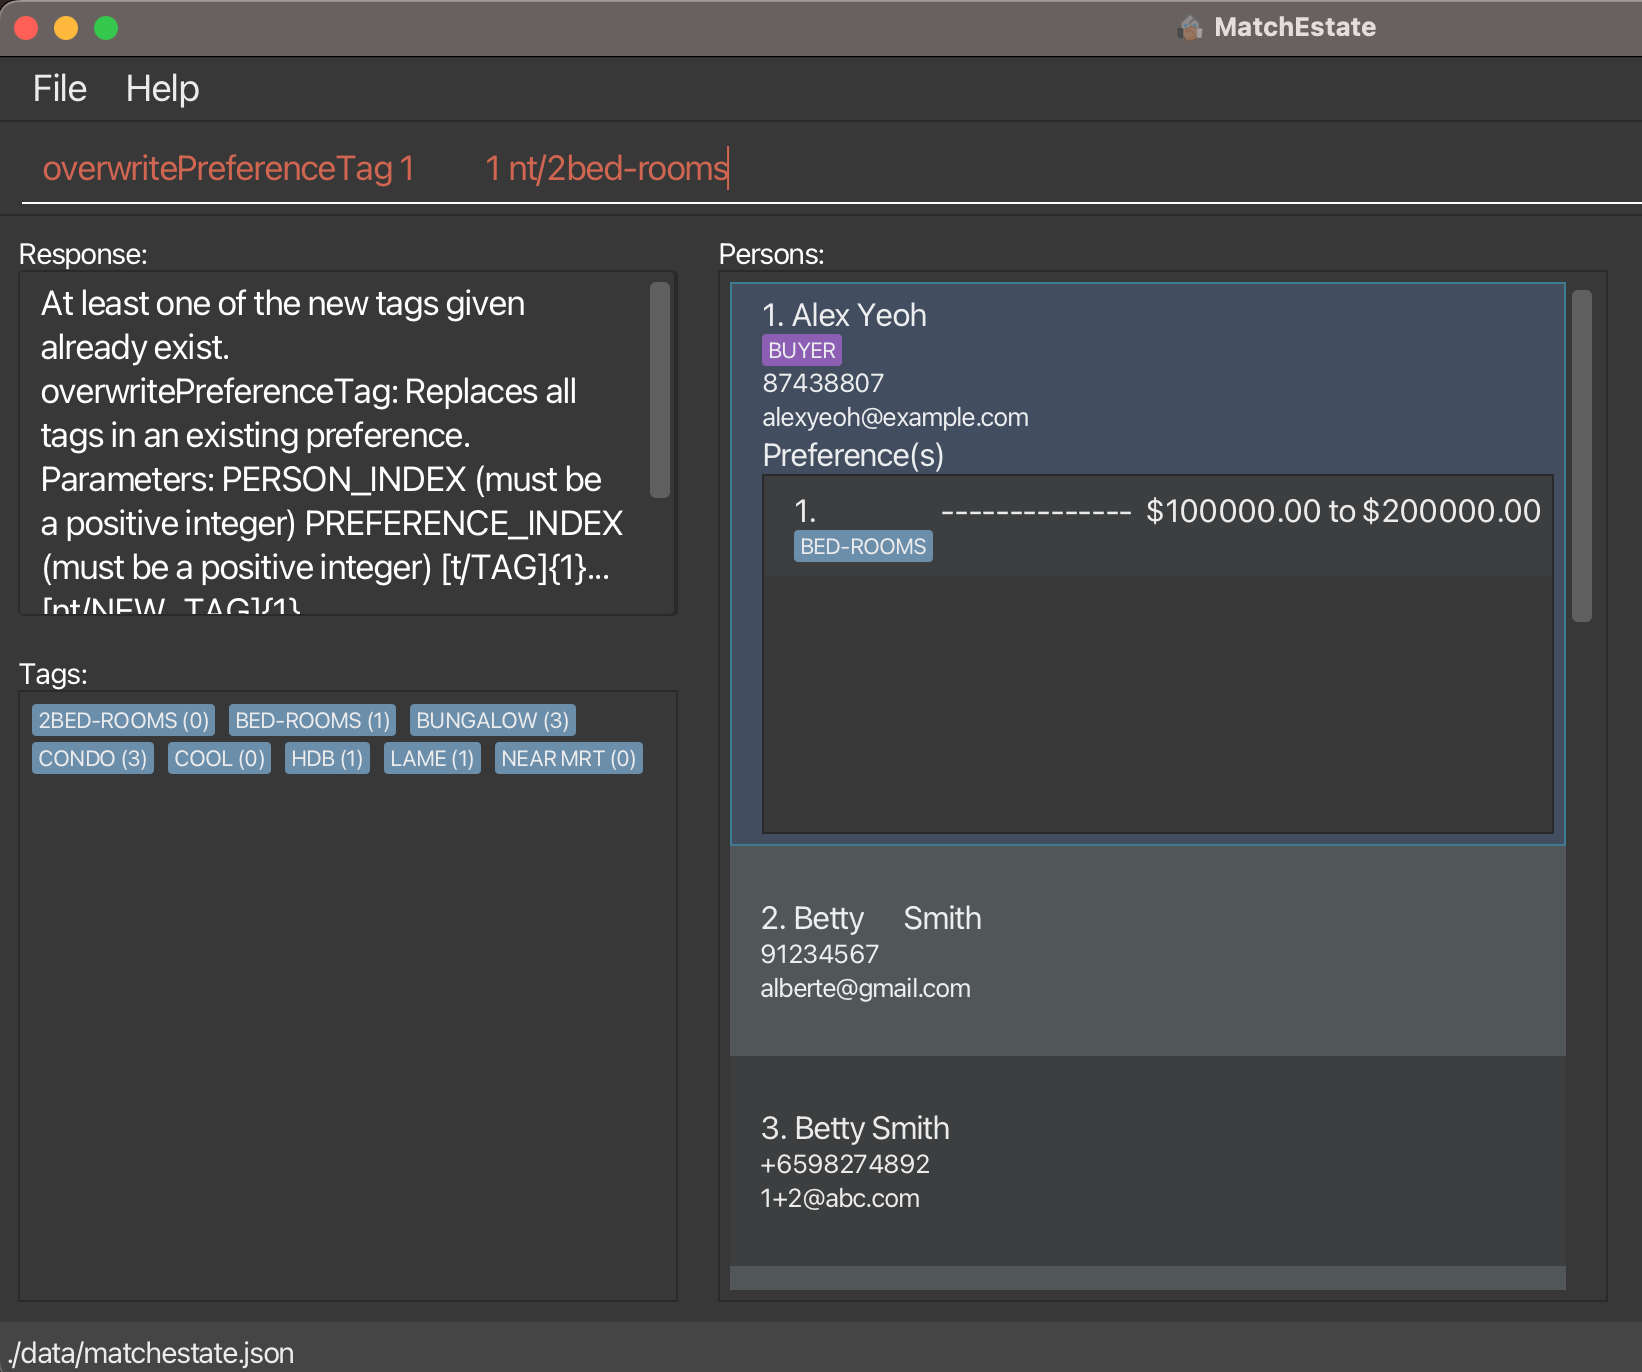 MatchEstate
File Help
overwritePreferenceTag 1 1 nt/2bed-rooms
Response:
At least one of the new tags given
already exist.
overwritePreferenceTag: Replaces all
tags in an existing preference.
Parameters: PERSON_INDEX (must be
a positive integer) PREFERENCE_INDEX
(must be a positive integer) [t/TAG]{1}...
[nt/NEW_TAG]{1}
Tags:
2BED-ROOMS (0) BED-ROOMS (1) BUNGALOW (3)
CONDO (3) COOL (0) HDB (1) LAME (1) NEAR MRT (0)
Persons:
1. Alex Yeoh
BUYER
87438807
alexyeoh@example.com
Preference(s)
1. -------------- $100000.00 to $200000.00
BED-ROOMS
2. Betty Smith
91234567
alberte@gmail.com
3. Betty Smith
+6598274892
1+2@abc.com
./data/matchestate.json